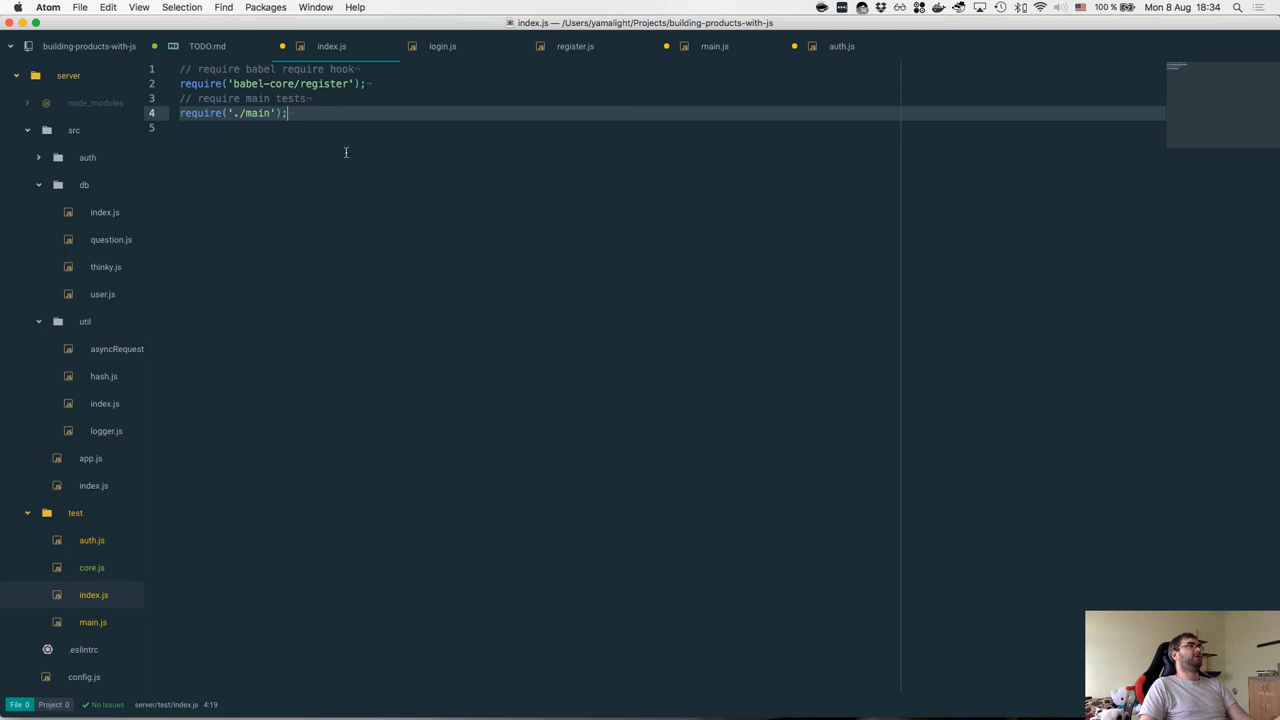 Atom File Edit View Selection Find Packages Window Help 100 % Mon 8 Aug 18:34
index.js — /Users/yamalight/Projects/building-products-with-js
building-products-with-js TODO.md index.js login.js register.js main.js auth.js
server
node_modules
src
auth
db
index.js
question.js
thinky.js
user.js
util
asyncRequest
hash.js
index.js
logger.js
app.js
index.js
test
auth.js
core.js
index.js
main.js
.eslintrc
config.js
1 // require babel require hook
2 require('babel-core/register');
3 // require main tests
4 require('./main');
5
File 0 Project 0 No Issues server/test/index.js 4:19